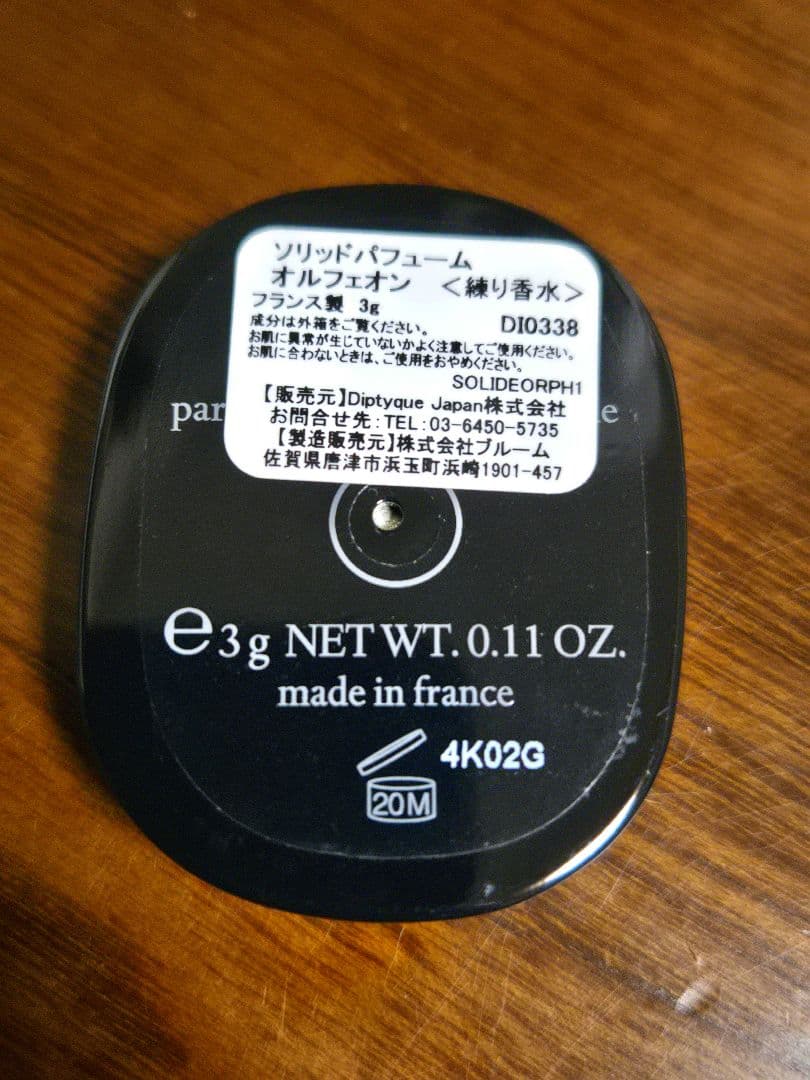 ソリッドパフューム
オルフェオン <練り香水>
フランス製 3g
成分は外箱をご覧ください。 DI0338
お肌に異常が生じていないかよく注意してご使用ください。
お肌に合わないときは、ご使用をおやめください。
SOLIDEORPH1
【販売元】Diptyque Japan株式会社
お問合せ先:TEL:03-6450-5735
【製造販売元】株式会社ブルーム
佐賀県唐津市浜玉町浜崎1901-457
e3g NET WT. 0.11 OZ.
made in france
4K02G
20M